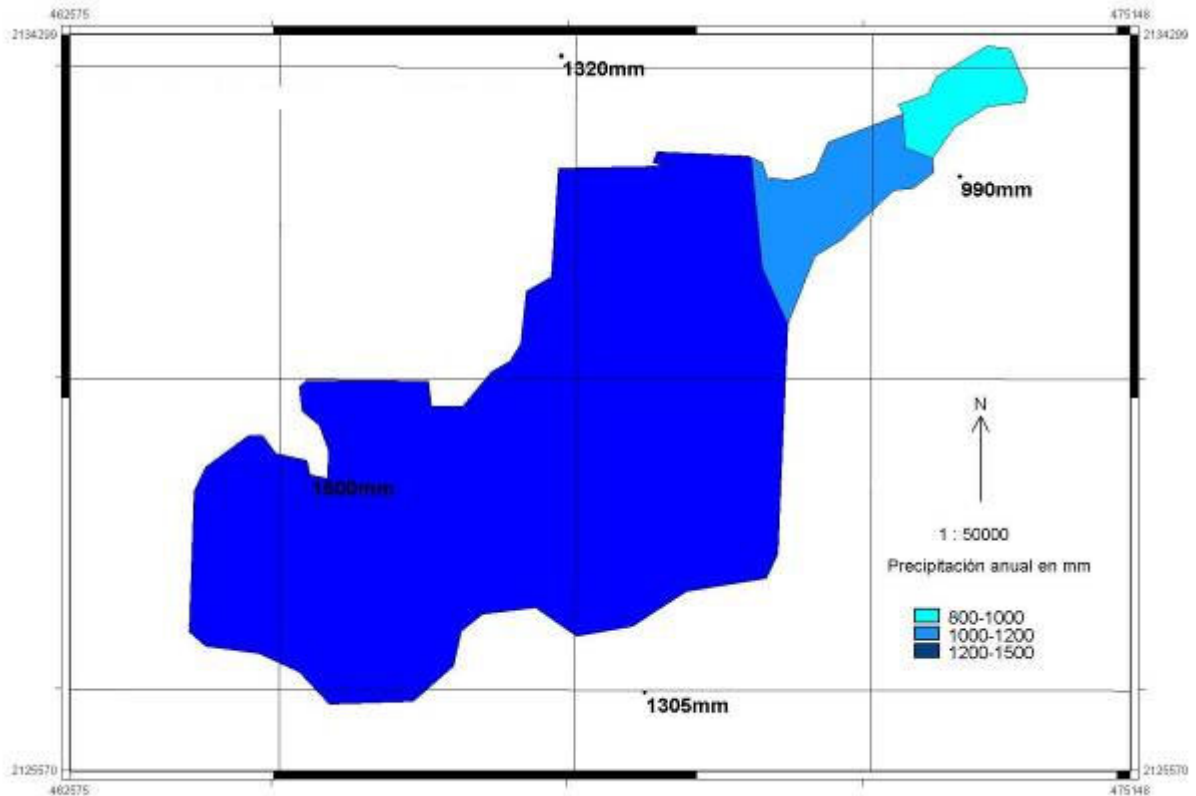 462575
475148
2134299
2134299
1320mm
990mm
N
1500mm
1 : 50000
Precipitación anual en mm
800-1000
1000-1200
1200-1500
1305mm
2125570
2125570
462575
475148